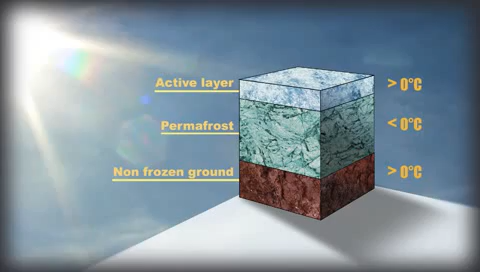 Active layer > 0°C
Permafrost < 0°C
Non frozen ground > 0°C